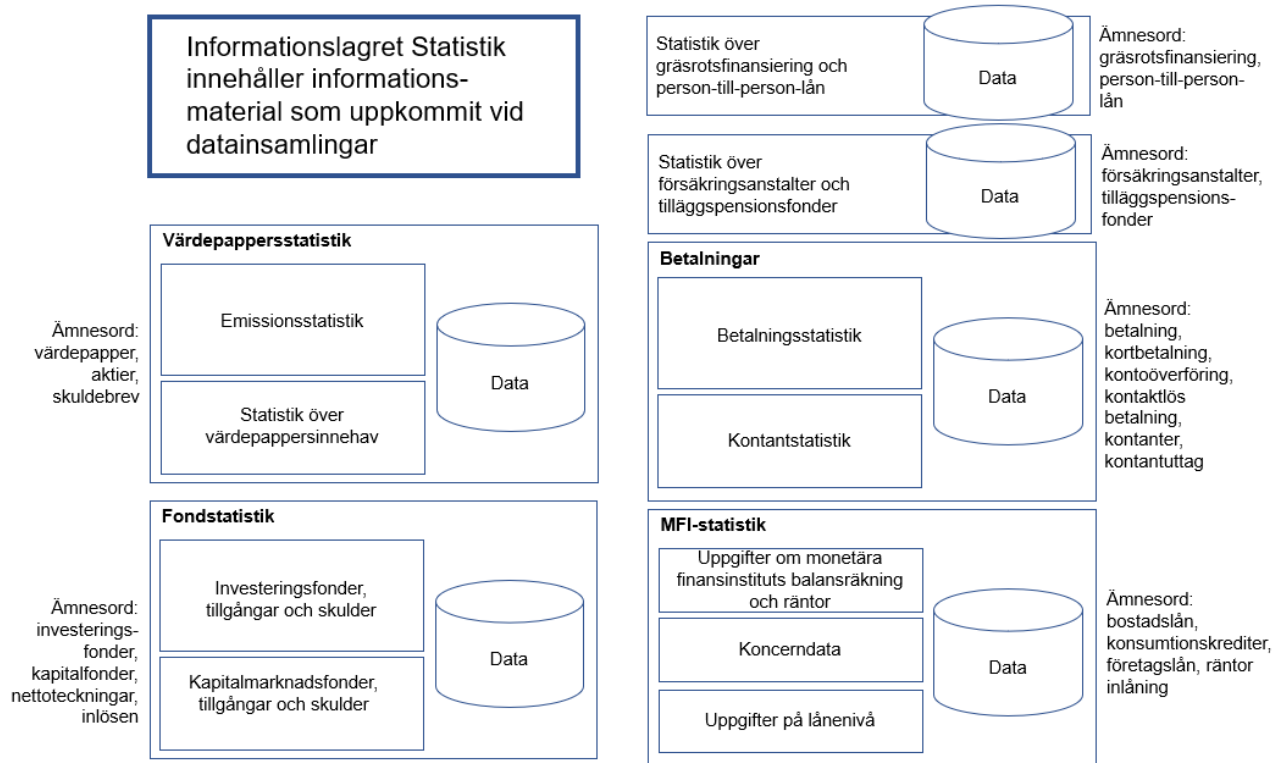 Informationslagret Statistik
innehåller informations-
material som uppkommit vid
datainsamlingar
Statistik över
gräsrotsfinansiering och
person-till-person-lån
Data
Ämnesord:
gräsrotsfinansiering,
person-till-person-
lån
Statistik över
försäkringsanstalter och
tilläggspensionsfonder
Data
Ämnesord:
försäkringsanstalter,
tilläggspensions-
fonder
Värdepappersstatistik
Ämnesord:
värdepapper,
aktier,
skuldebrev
Emissionsstatistik
Statistik över
värdepappersinnehav
Data
Betalningar
Betalningsstatistik
Kontantstatistik
Data
Ämnesord:
betalning,
kortbetalning,
kontoöverföring,
kontaktlös
betalning,
kontanter,
kontantuttag
Fondstatistik
Ämnesord:
investerings-
fonder,
kapitalfonder,
nettoteckningar,
inlösen
Investeringsfonder,
tillgångar och skulder
Kapitalmarknadsfonder,
tillgångar och skulder
Data
MFI-statistik
Uppgifter om monetära
finansinstituts balansräkning
och räntor
Koncerndata
Uppgifter på lånenivå
Data
Ämnesord:
bostadslån,
konsumtionskrediter,
företagslån, räntor
inlåning